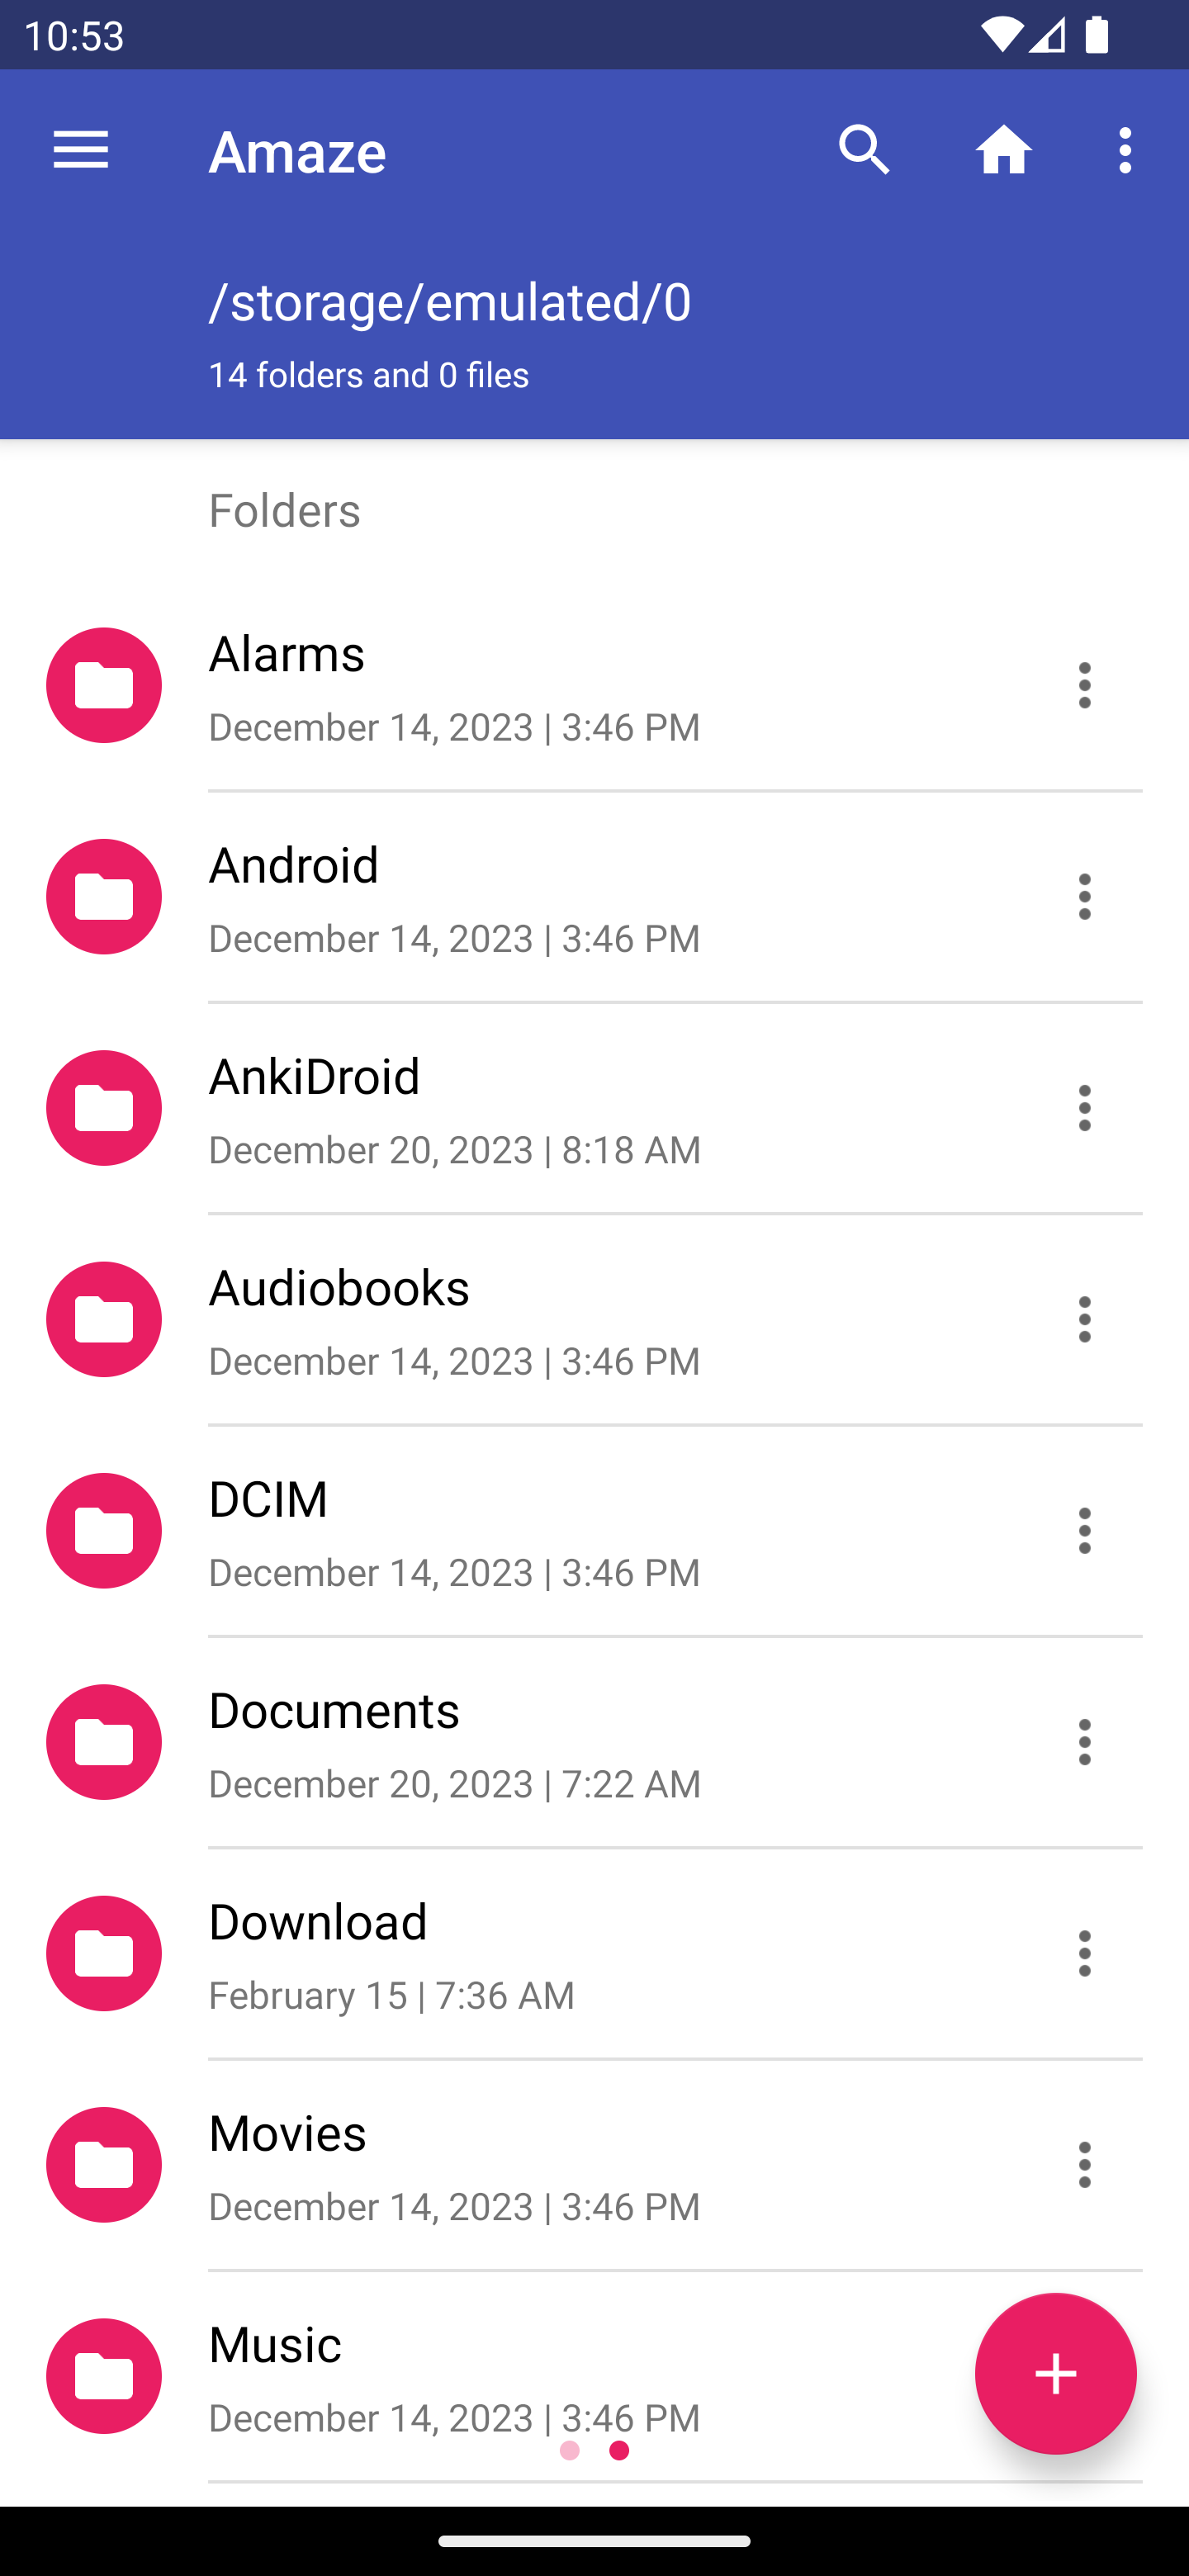 10:53
Amaze
/storage/emulated/0
14 folders and 0 files
Folders
Alarms
December 14, 2023 | 3:46 PM
Android
December 14, 2023 | 3:46 PM
AnkiDroid
December 20, 2023 | 8:18 AM
Audiobooks
December 14, 2023 | 3:46 PM
DCIM
December 14, 2023 | 3:46 PM
Documents
December 20, 2023 | 7:22 AM
Download
February 15 | 7:36 AM
Movies
December 14, 2023 | 3:46 PM
Music
December 14, 2023 | 3:46 PM